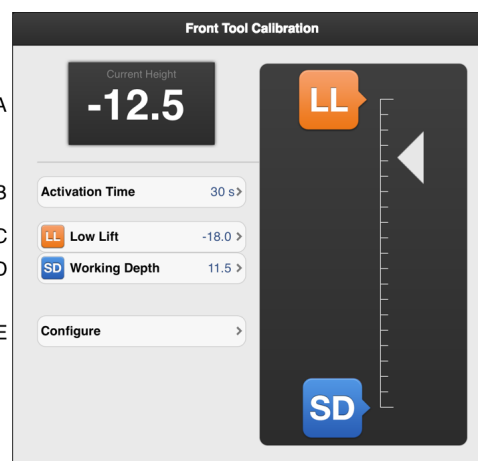 Front Tool Calibration
Current Height
A
-12.5
LL
B
Activation Time 30 s
C
LL Low Lift -18.0
D
SD Working Depth 11.5
E
Configure
SD